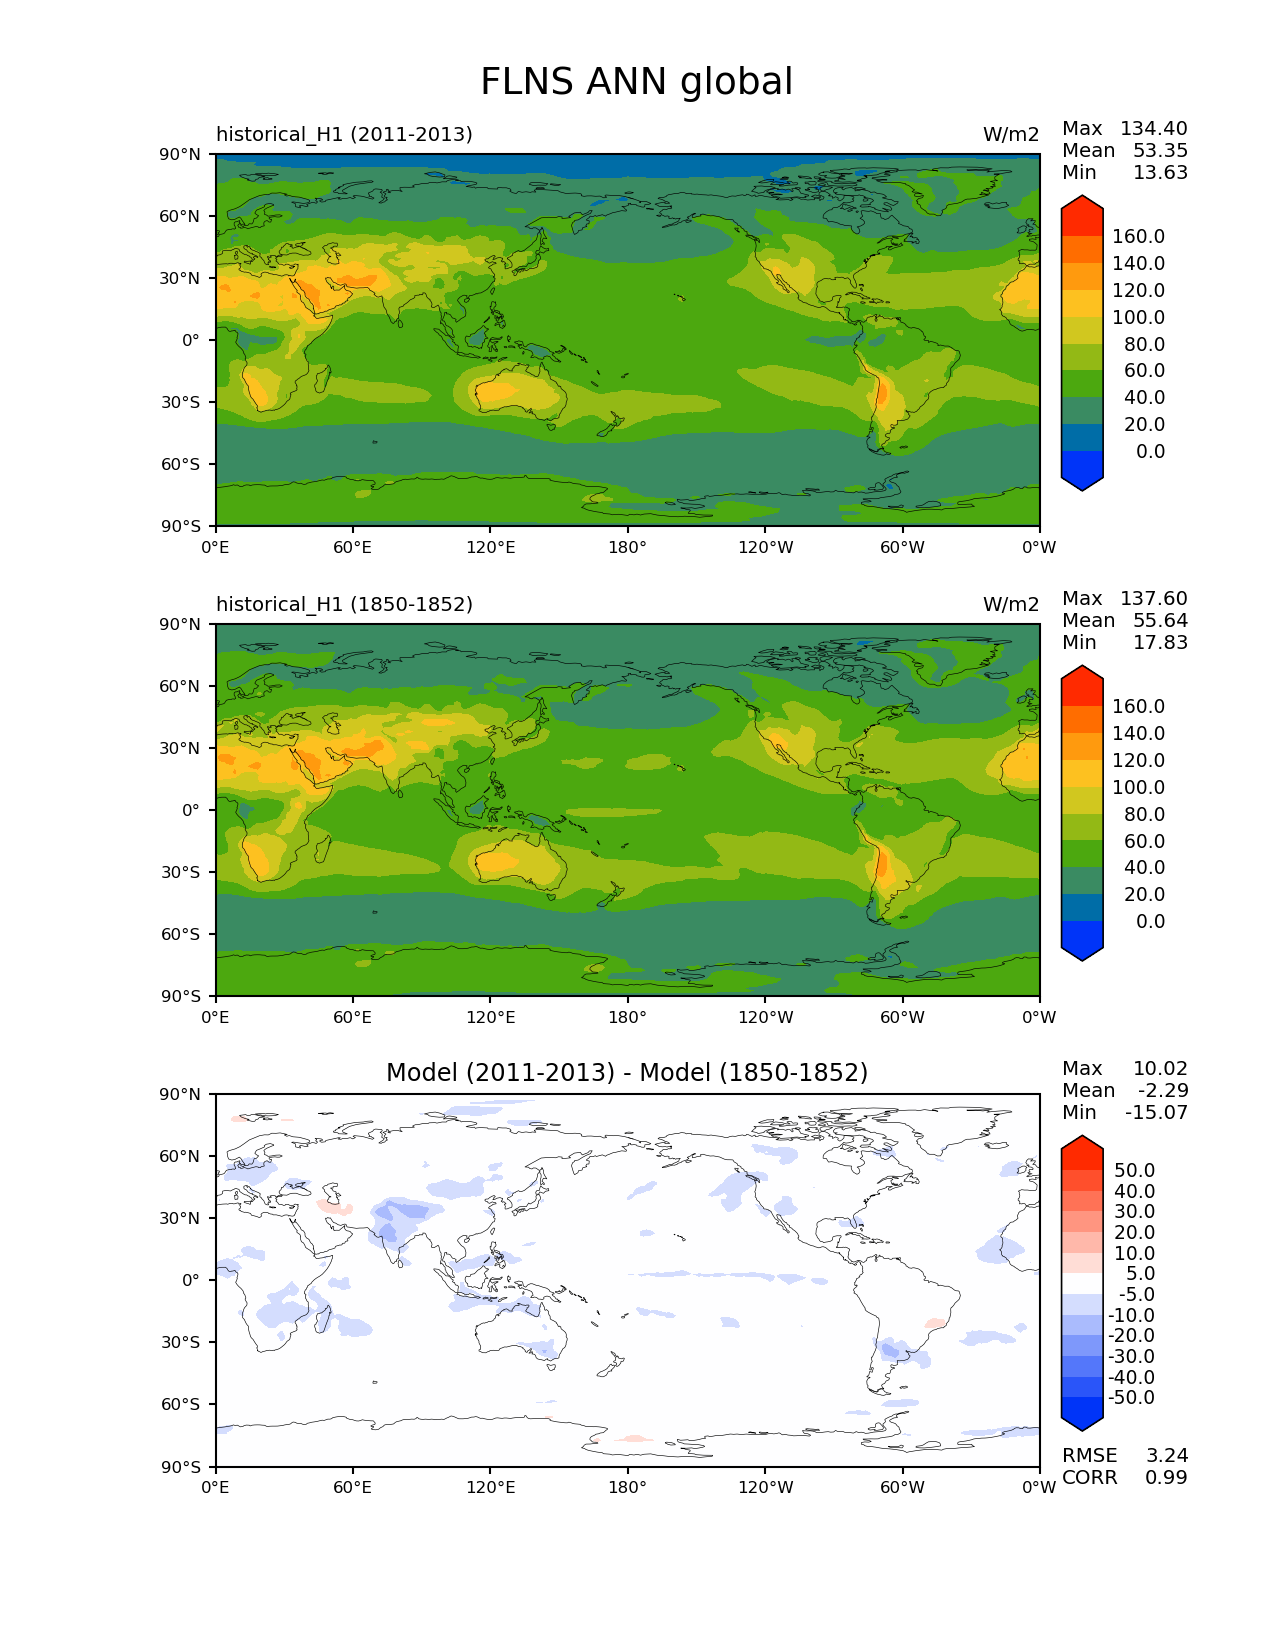 FLNS ANN global
historical_H1 (2011-2013)
W/m2
Max 134.40
Mean 53.35
Min 13.63
90°N
60°N
30°N
0°
30°S
60°S
90°S
0°E 60°E 120°E 180° 120°W 60°W 0°W
160.0
140.0
120.0
100.0
80.0
60.0
40.0
20.0
0.0
historical_H1 (1850-1852)
W/m2
Max 137.60
Mean 55.64
Min 17.83
90°N
60°N
30°N
0°
30°S
60°S
90°S
0°E 60°E 120°E 180° 120°W 60°W 0°W
160.0
140.0
120.0
100.0
80.0
60.0
40.0
20.0
0.0
Model (2011-2013) - Model (1850-1852)
Max 10.02
Mean -2.29
Min -15.07
90°N
60°N
30°N
0°
30°S
60°S
90°S
0°E 60°E 120°E 180° 120°W 60°W 0°W
50.0
40.0
30.0
20.0
10.0
5.0
-5.0
-10.0
-20.0
-30.0
-40.0
-50.0
RMSE 3.24
CORR 0.99